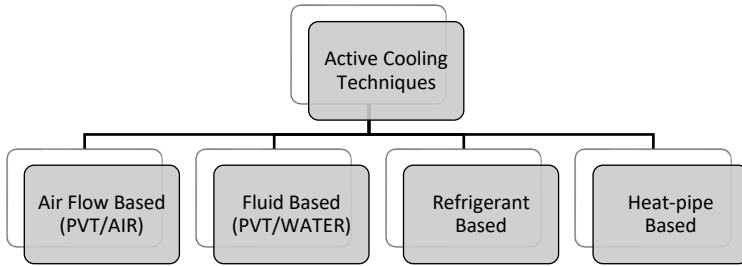 Active Cooling
Techniques
Air Flow Based
(PVT/AIR)
Fluid Based
(PVT/WATER)
Refrigerant
Based
Heat-pipe
Based